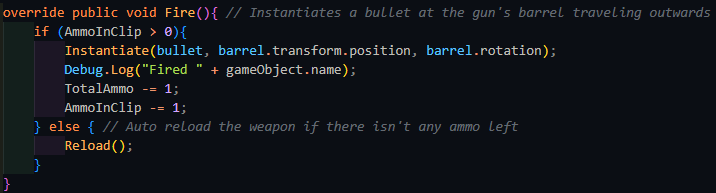 override public void Fire(){ // Instantiates a bullet at the gun's barrel traveling outwards
    if (AmmoInClip > 0){
        Instantiate(bullet, barrel.transform.position, barrel.rotation);
        Debug.Log("Fired " + gameObject.name);
        TotalAmmo -= 1;
        AmmoInClip -= 1;
    } else { // Auto reload the weapon if there isn't any ammo left
        Reload();
    }
}